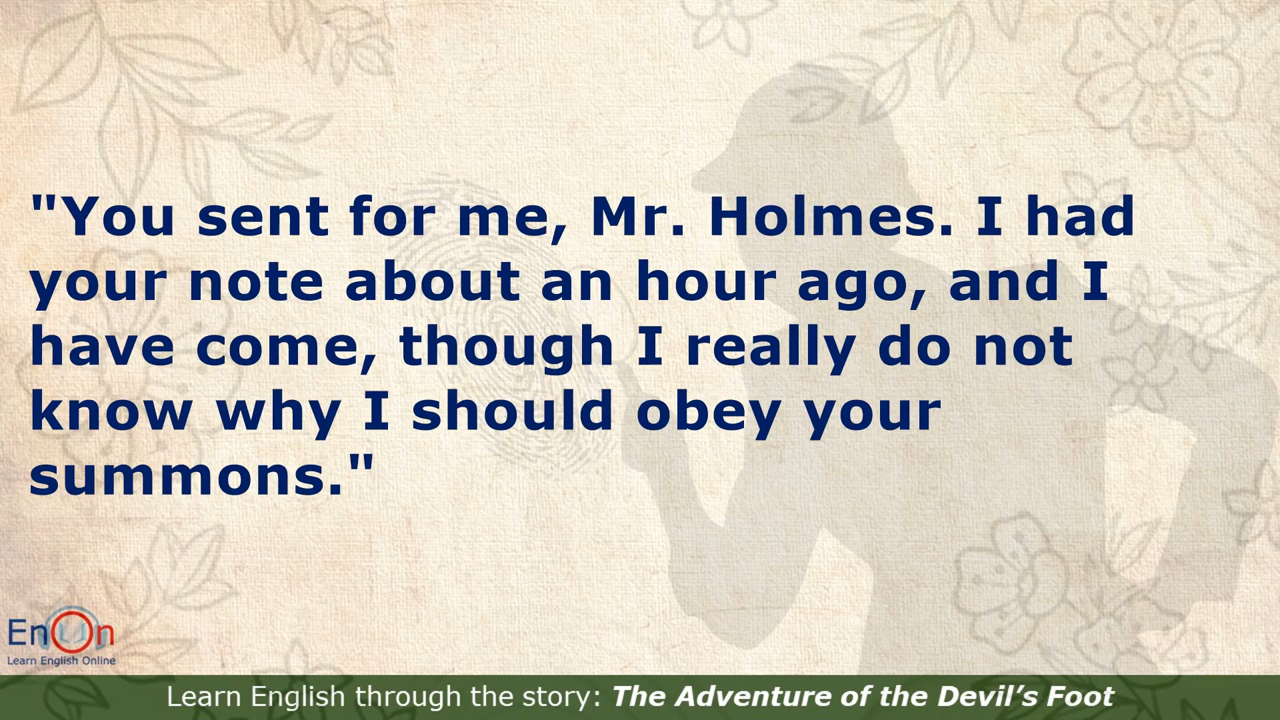 "You sent for me, Mr. Holmes. I had
your note about an hour ago, and I
have come, though I really do not
know why I should obey your
summons."
EnOn
Learn English Online
Learn English through the story: The Adventure of the Devil’s Foot